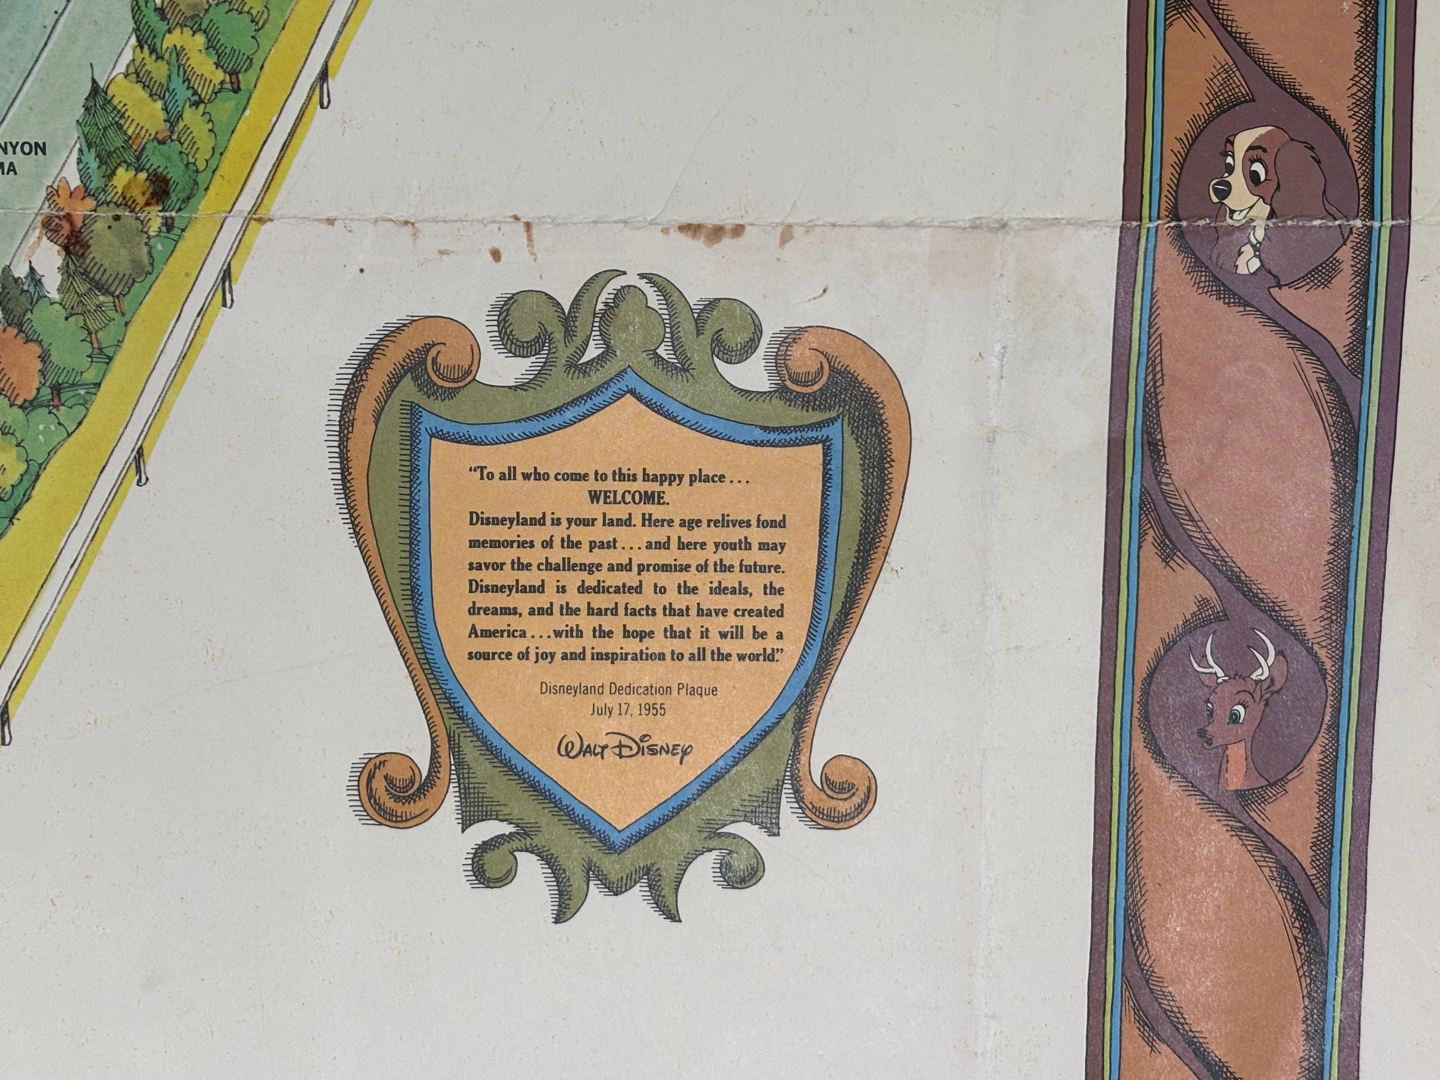 NYON
MA
“To all who come to this happy place...
WELCOME.
Disneyland is your land. Here age relives fond
memories of the past...and here youth may
savor the challenge and promise of the future.
Disneyland is dedicated to the ideals, the
dreams, and the hard facts that have created
America...with the hope that it will be a
source of joy and inspiration to all the world.”
Disneyland Dedication Plaque
July 17, 1955
WALT DISNEY